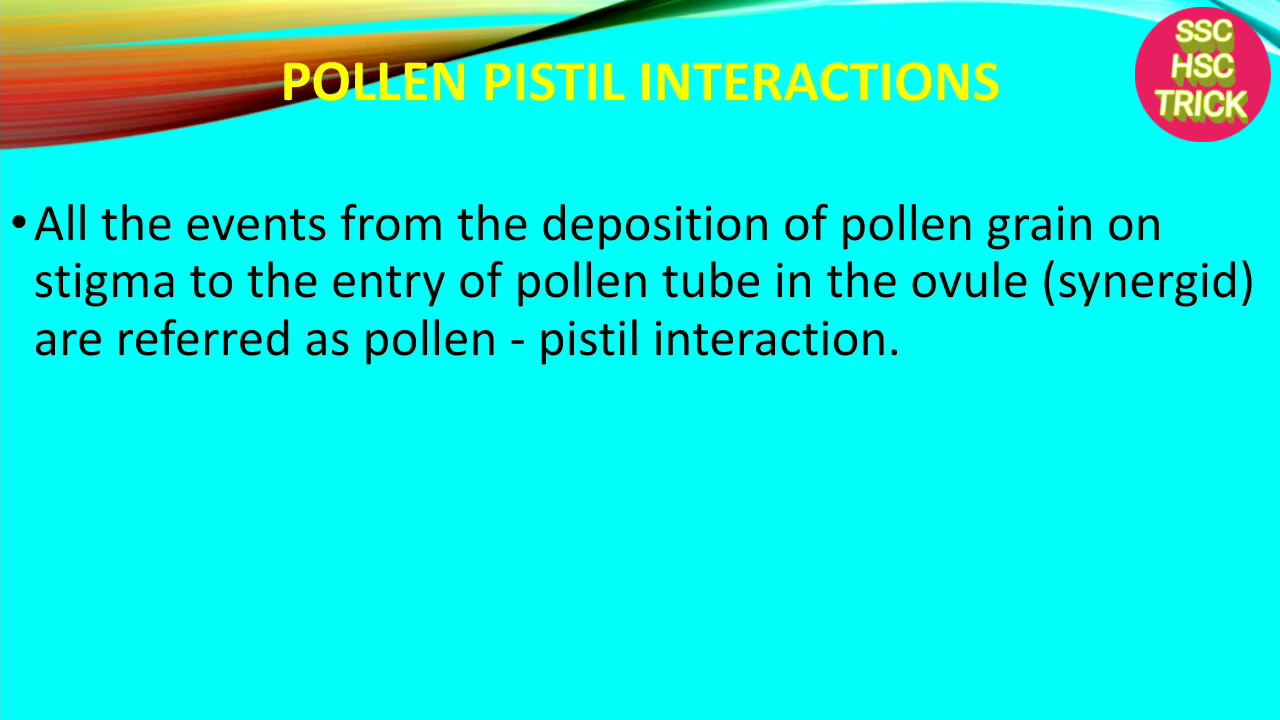 POLLEN PISTIL INTERACTIONS
SSC
HSC
TRICK
• All the events from the deposition of pollen grain on
stigma to the entry of pollen tube in the ovule (synergid)
are referred as pollen - pistil interaction.